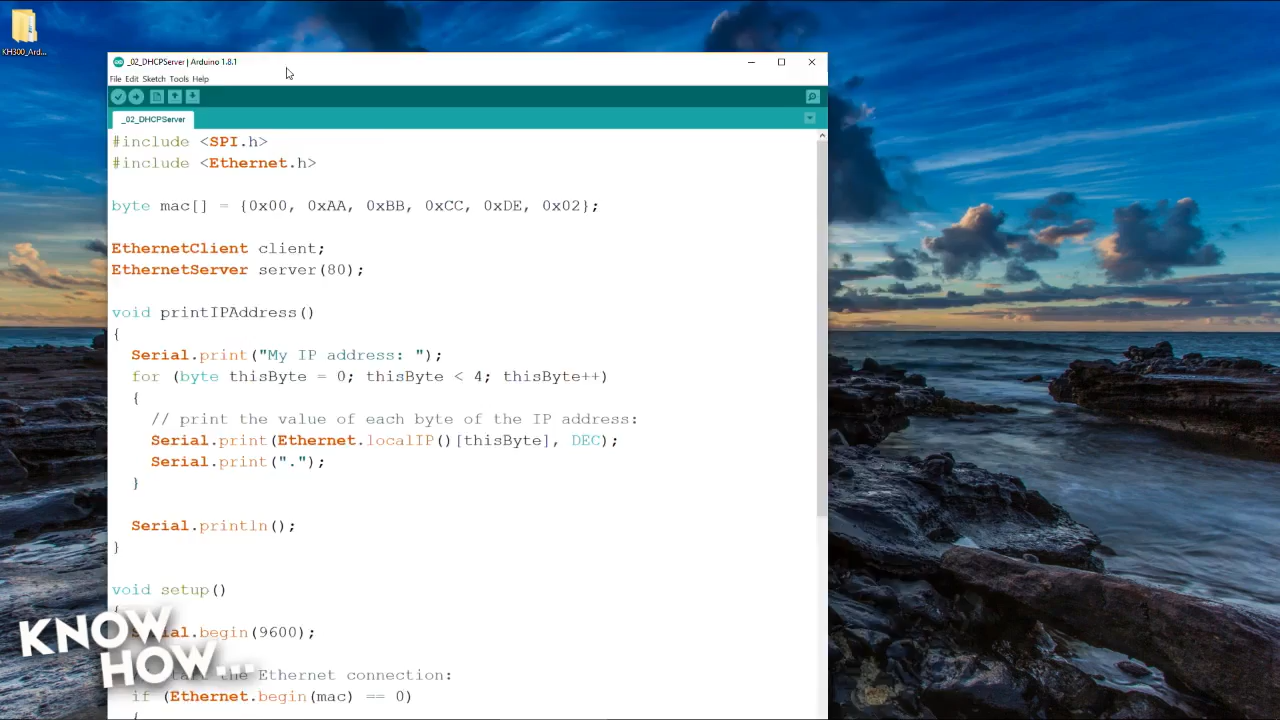 KH300_Ard...
_02_DHCPServer | Arduino 1.8.1
File Edit Sketch Tools Help
_02_DHCPServer
#include <SPI.h>
#include <Ethernet.h>
byte mac[] = {0x00, 0xAA, 0xBB, 0xCC, 0xDE, 0x02};
EthernetClient client;
EthernetServer server(80);
void printIPAddress()
{
Serial.print("My IP address: ");
for (byte thisByte = 0; thisByte < 4; thisByte++)
{
// print the value of each byte of the IP address:
Serial.print(Ethernet.localIP()[thisByte], DEC);
Serial.print(".");
}
Serial.println();
}
void setup()
{
Serial.begin(9600);
the Ethernet connection:
if (Ethernet.begin(mac) == 0)
{
KNOW
HOW...